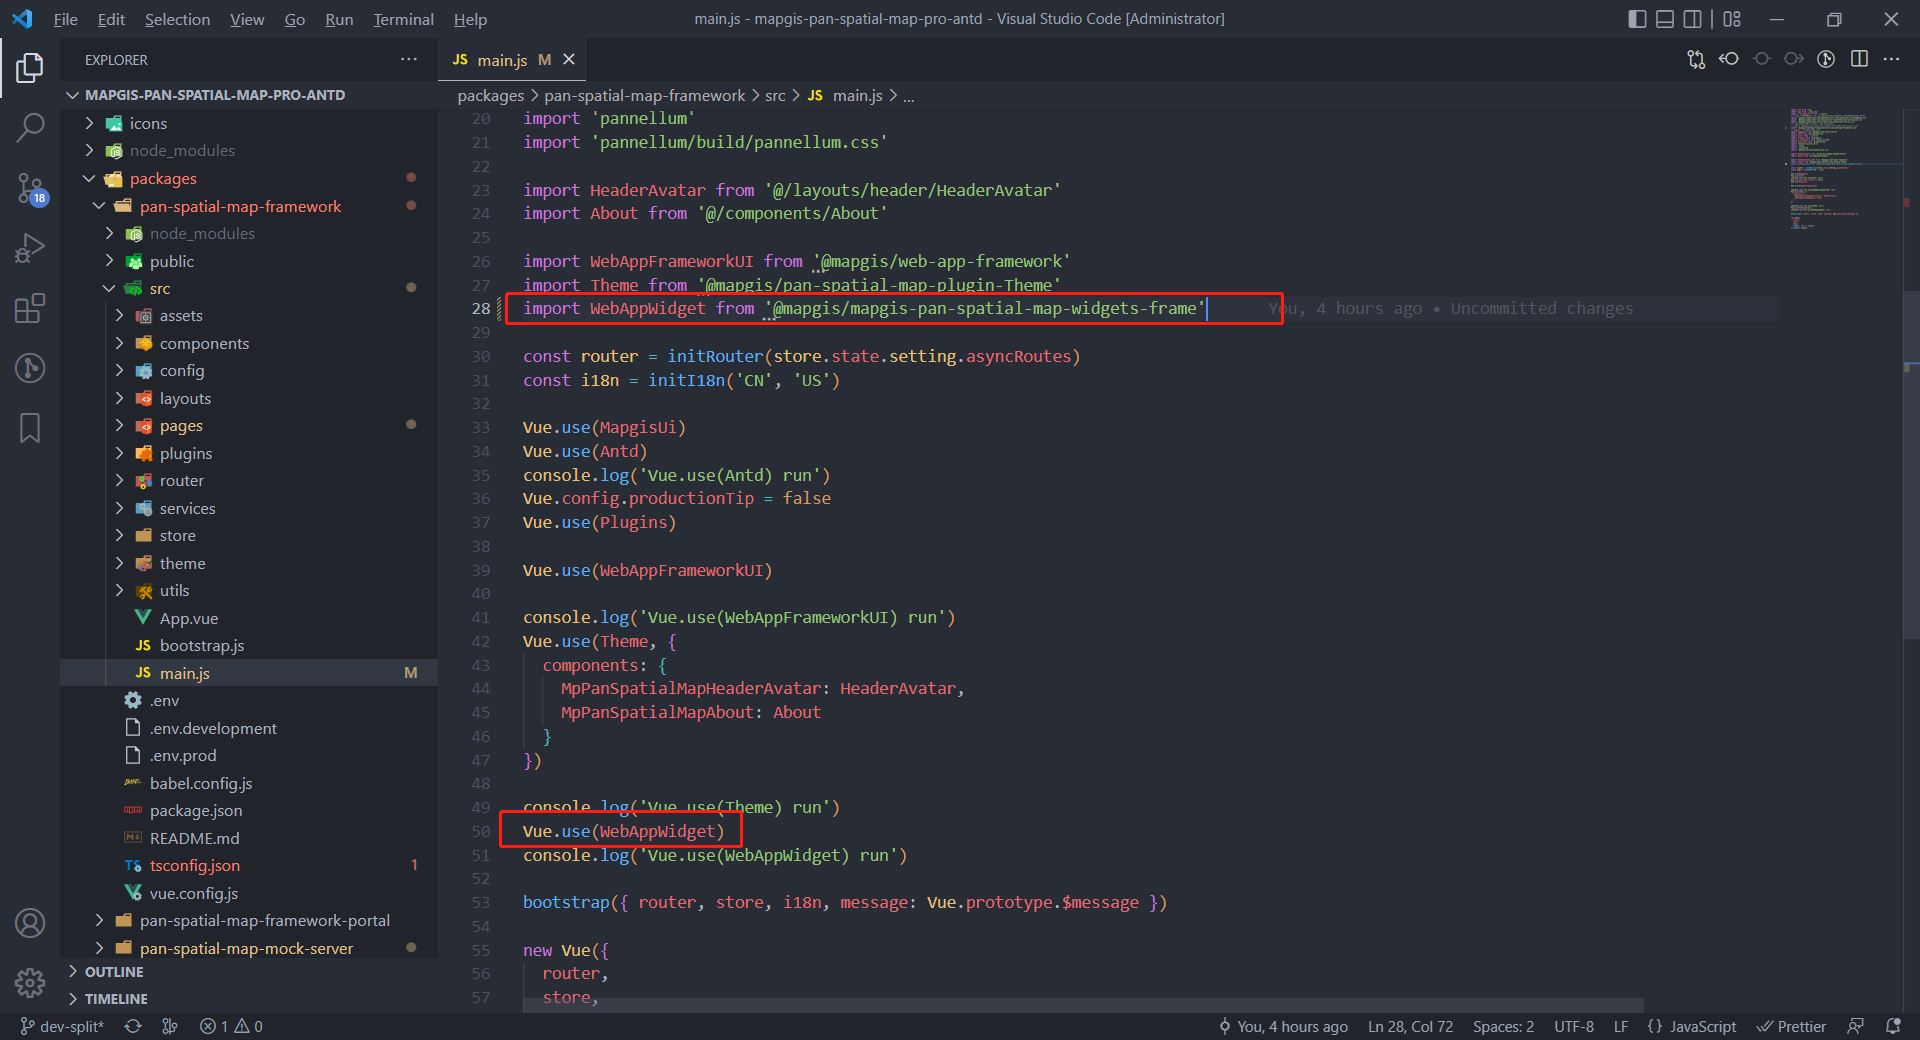 File Edit Selection View Go Run Terminal Help
main.js - mapgis-pan-spatial-map-pro-antd - Visual Studio Code [Administrator]
EXPLORER
MAPGIS-PAN-SPATIAL-MAP-PRO-ANTD
icons
node_modules
packages
pan-spatial-map-framework
node_modules
public
src
assets
components
config
layouts
pages
plugins
router
services
store
theme
utils
App.vue
JS bootstrap.js
JS main.js M
.env
.env.development
.env.prod
babel.config.js
package.json
README.md
TS tsconfig.json 1
vue.config.js
pan-spatial-map-framework-portal
pan-spatial-map-mock-server
OUTLINE
TIMELINE
18
JS main.js M
packages > pan-spatial-map-framework > src > JS main.js > ...
20 import 'pannellum'
21 import 'pannellum/build/pannellum.css'
22
23 import HeaderAvatar from '@/layouts/header/HeaderAvatar'
24 import About from '@/components/About'
25
26 import WebAppFrameworkUI from '@mapgis/web-app-framework'
27 import Theme from '@mapgis/pan-spatial-map-plugin-Theme'
28 import WebAppWidget from '@mapgis/mapgis-pan-spatial-map-widgets-frame' You, 4 hours ago • Uncommitted changes
29
30 const router = initRouter(store.state.setting.asyncRoutes)
31 const i18n = initI18n('CN', 'US')
32
33 Vue.use(MapgisUi)
34 Vue.use(Antd)
35 console.log('Vue.use(Antd) run')
36 Vue.config.productionTip = false
37 Vue.use(Plugins)
38
39 Vue.use(WebAppFrameworkUI)
40
41 console.log('Vue.use(WebAppFrameworkUI) run')
42 Vue.use(Theme, {
43 components: {
44 MpPanSpatialMapHeaderAvatar: HeaderAvatar,
45 MpPanSpatialMapAbout: About
46 }
47 })
48
49 console.log('Vue.use(Theme) run')
50 Vue.use(WebAppWidget)
51 console.log('Vue.use(WebAppWidget) run')
52
53 bootstrap({ router, store, i18n, message: Vue.prototype.$message })
54
55 new Vue({
56 router,
57 store,
dev-split* 1 0 You, 4 hours ago Ln 28, Col 72 Spaces: 2 UTF-8 LF {} JavaScript Prettier